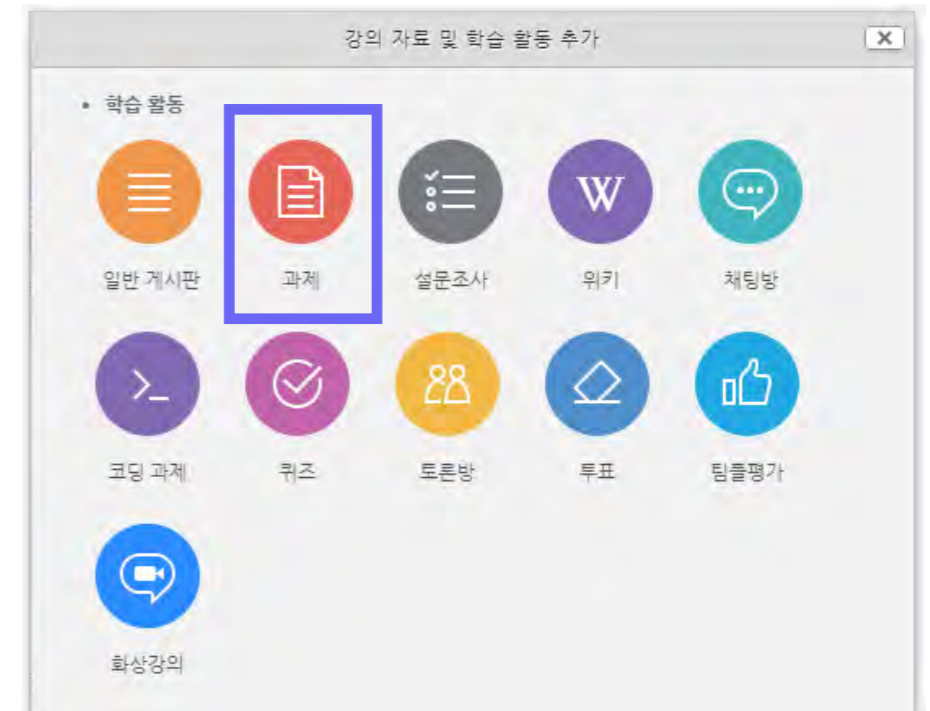 강의 자료 및 학습 활동 추가
• 학습 활동
W
일반 게시판 과제 설문조사 위키 채팅방
>_
코딩 과제 퀴즈 토론방 투표 팀플평가
화상강의